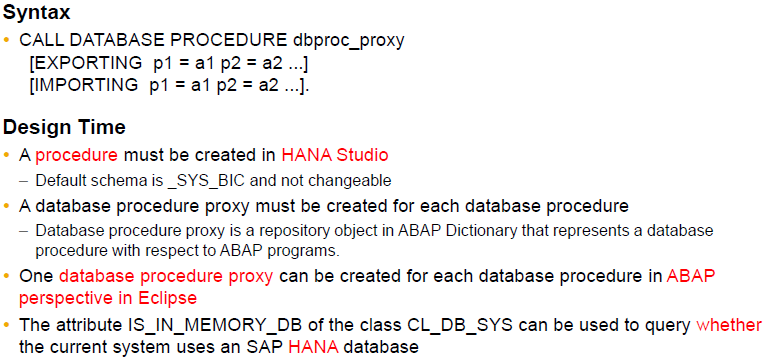 Syntax
• CALL DATABASE PROCEDURE dbproc_proxy
[EXPORTING p1 = a1 p2 = a2 ...]
[IMPORTING p1 = a1 p2 = a2 ...].
Design Time
• A procedure must be created in HANA Studio
– Default schema is _SYS_BIC and not changeable
• A database procedure proxy must be created for each database procedure
– Database procedure proxy is a repository object in ABAP Dictionary that represents a database
procedure with respect to ABAP programs.
• One database procedure proxy can be created for each database procedure in ABAP
perspective in Eclipse
• The attribute IS_IN_MEMORY_DB of the class CL_DB_SYS can be used to query whether
the current system uses an SAP HANA database